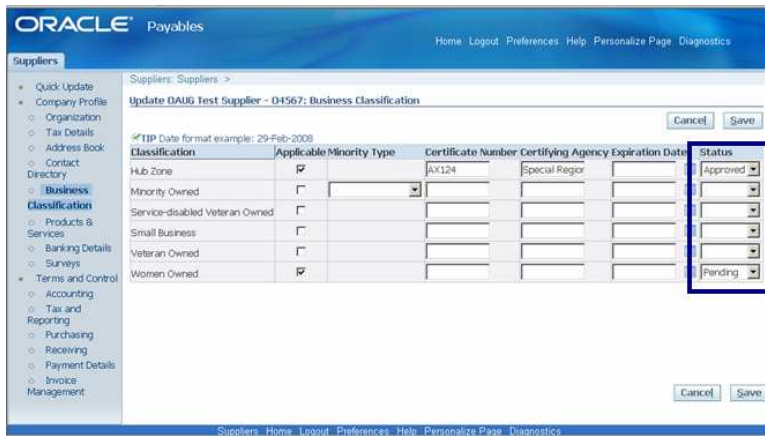 ORACLE Payables
Home Logout Preferences Help Personalize Page Diagnostics
Suppliers
Quick Update
Company Profile
Organization
Tax Details
Address Book
Contact
Directory
Business
Classification
Products &
Services
Banking Details
Surveys
Terms and Control
Accounting
Tax and
Reporting
Purchasing
Receiving
Payment Details
Invoice
Management
Suppliers: Suppliers >
Update OAUG Test Supplier - 04567: Business Classification
Cancel Save
TIP Date format example: 29-Feb-2008
Classification Applicable Minority Type Certificate Number Certifying Agency Expiration Date Status
Hub Zone AX124 Special Region Approved
Minority Owned
Service-disabled Veteran Owned
Small Business
Veteran Owned
Women Owned Pending
Cancel Save
Suppliers Home Logout Preferences Help Personalize Page Diagnostics